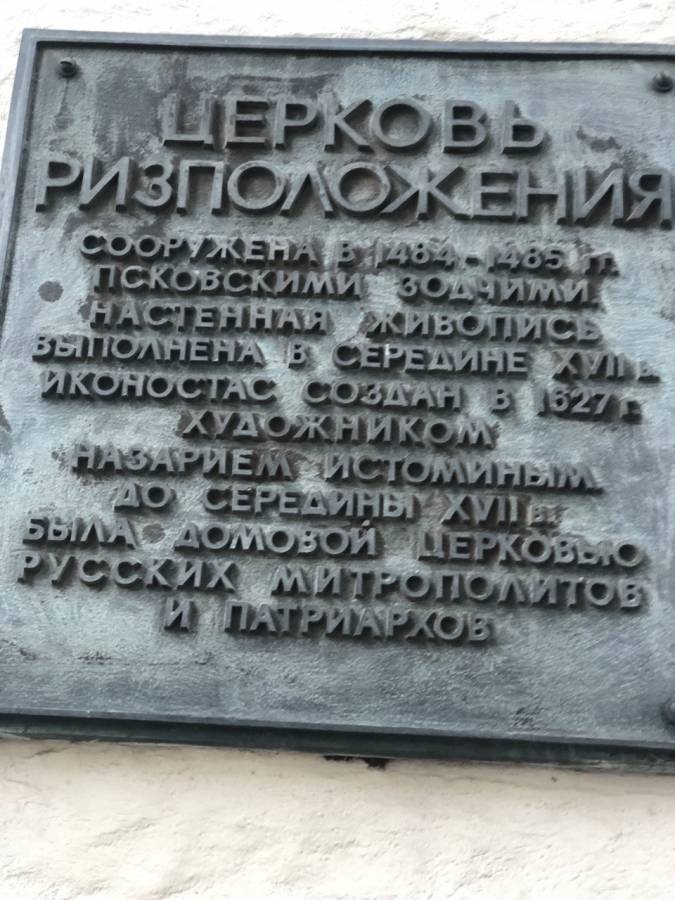 ЦЕРКОВЬ
РИЗПОЛОЖЕНИЯ
СООРУЖЕНА В 1484-1485 ГГ.
ПСКОВСКИМИ ЗОДЧИМИ.
НАСТЕННАЯ ЖИВОПИСЬ
ВЫПОЛНЕНА В СЕРЕДИНЕ XVII В.
ИКОНОСТАС СОЗДАН В 1627 Г.
ХУДОЖНИКОМ
НАЗАРИЕМ ИСТОМИНЫМ.
ДО СЕРЕДИНЫ XVII В.
БЫЛА ДОМОВОЙ ЦЕРКОВЬЮ
РУССКИХ МИТРОПОЛИТОВ
И ПАТРИАРХОВ